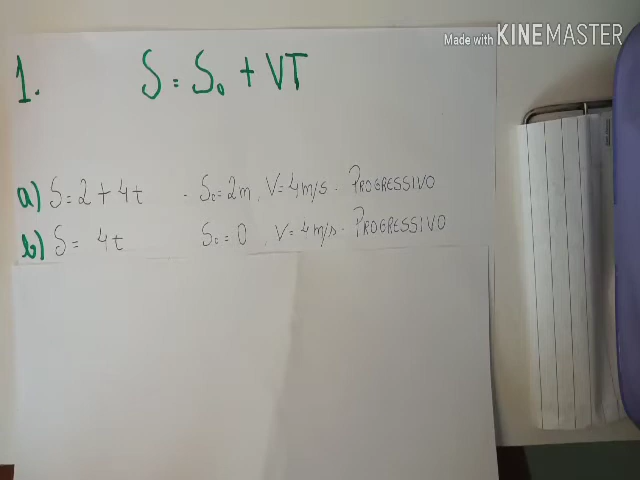 Made with KINEMASTER
1. S = S₀ + VT
a) S = 2 + 4t - S₀ = 2m, V = 4m/s - PROGRESSIVO
b) S = 4t S₀ = 0, V = 4m/s - PROGRESSIVO